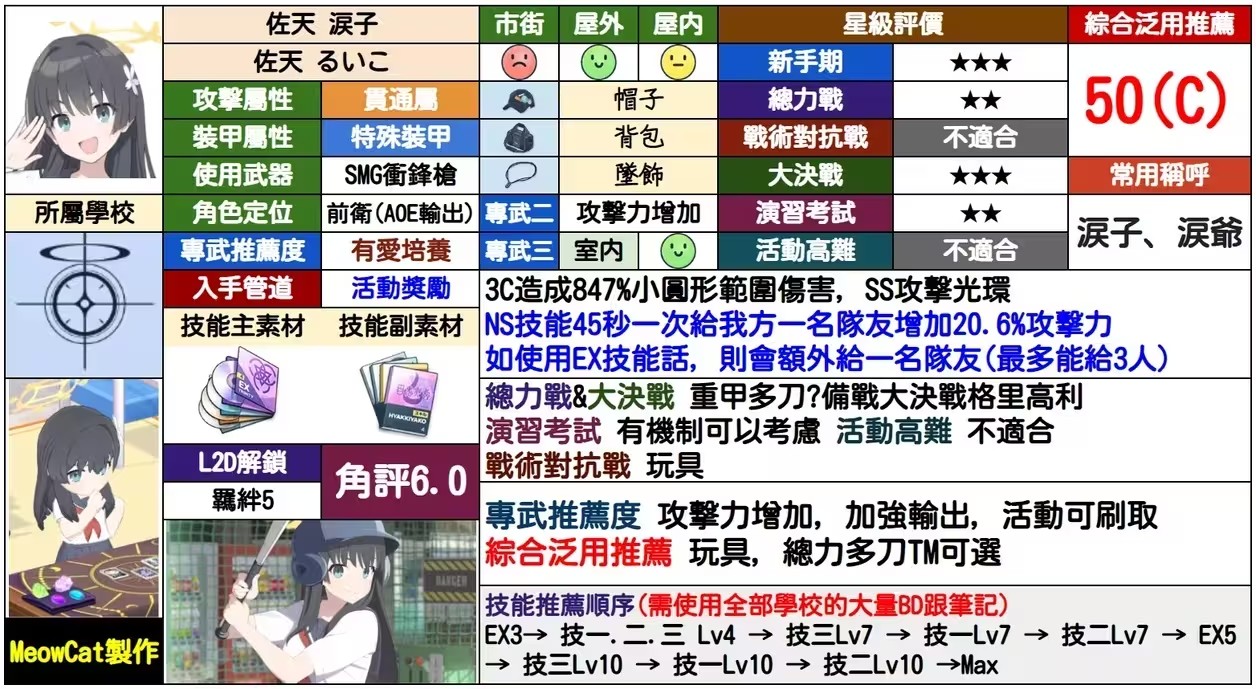 佐天 涙子
佐天 るいこ
攻擊屬性 貫通屬
裝甲屬性 特殊裝甲
使用武器 SMG衝鋒槍
角色定位 前衛(AOE輸出)
專武推薦度 有愛培養
入手管道 活動獎勵
技能主素材 技能副素材
EX
HYAKKIYAKO
L2D解鎖
羈絆5
角評6.0
所屬學校
MeowCat製作
DANGER
市街 屋外 屋內
帽子
背包
墜飾
專武二 攻擊力增加
專武三 室內
星級評價
新手期 ★★★
總力戰 ★★
戰術對抗戰 不適合
大決戰 ★★★
演習考試 ★★
活動高難 不適合
綜合泛用推薦
50(C)
常用稱呼
淚子、淚爺
3C造成847%小圓形範圍傷害, SS攻擊光環
NS技能45秒一次給我方一名隊友增加20.6%攻擊力
如使用EX技能話, 則會額外給一名隊友(最多能給3人)
總力戰&大決戰 重甲多刀?備戰大決戰格里高利
演習考試 有機制可以考慮 活動高難 不適合
戰術對抗戰 玩具
專武推薦度 攻擊力增加, 加強輸出, 活動可刷取
綜合泛用推薦 玩具, 總力多刀TM可選
技能推薦順序(需使用全部學校的大量BD跟筆記)
EX3→ 技一.二.三 Lv4 → 技三Lv7 → 技一Lv7 → 技二Lv7 → EX5
→ 技三Lv10 → 技一Lv10 → 技二Lv10 →Max